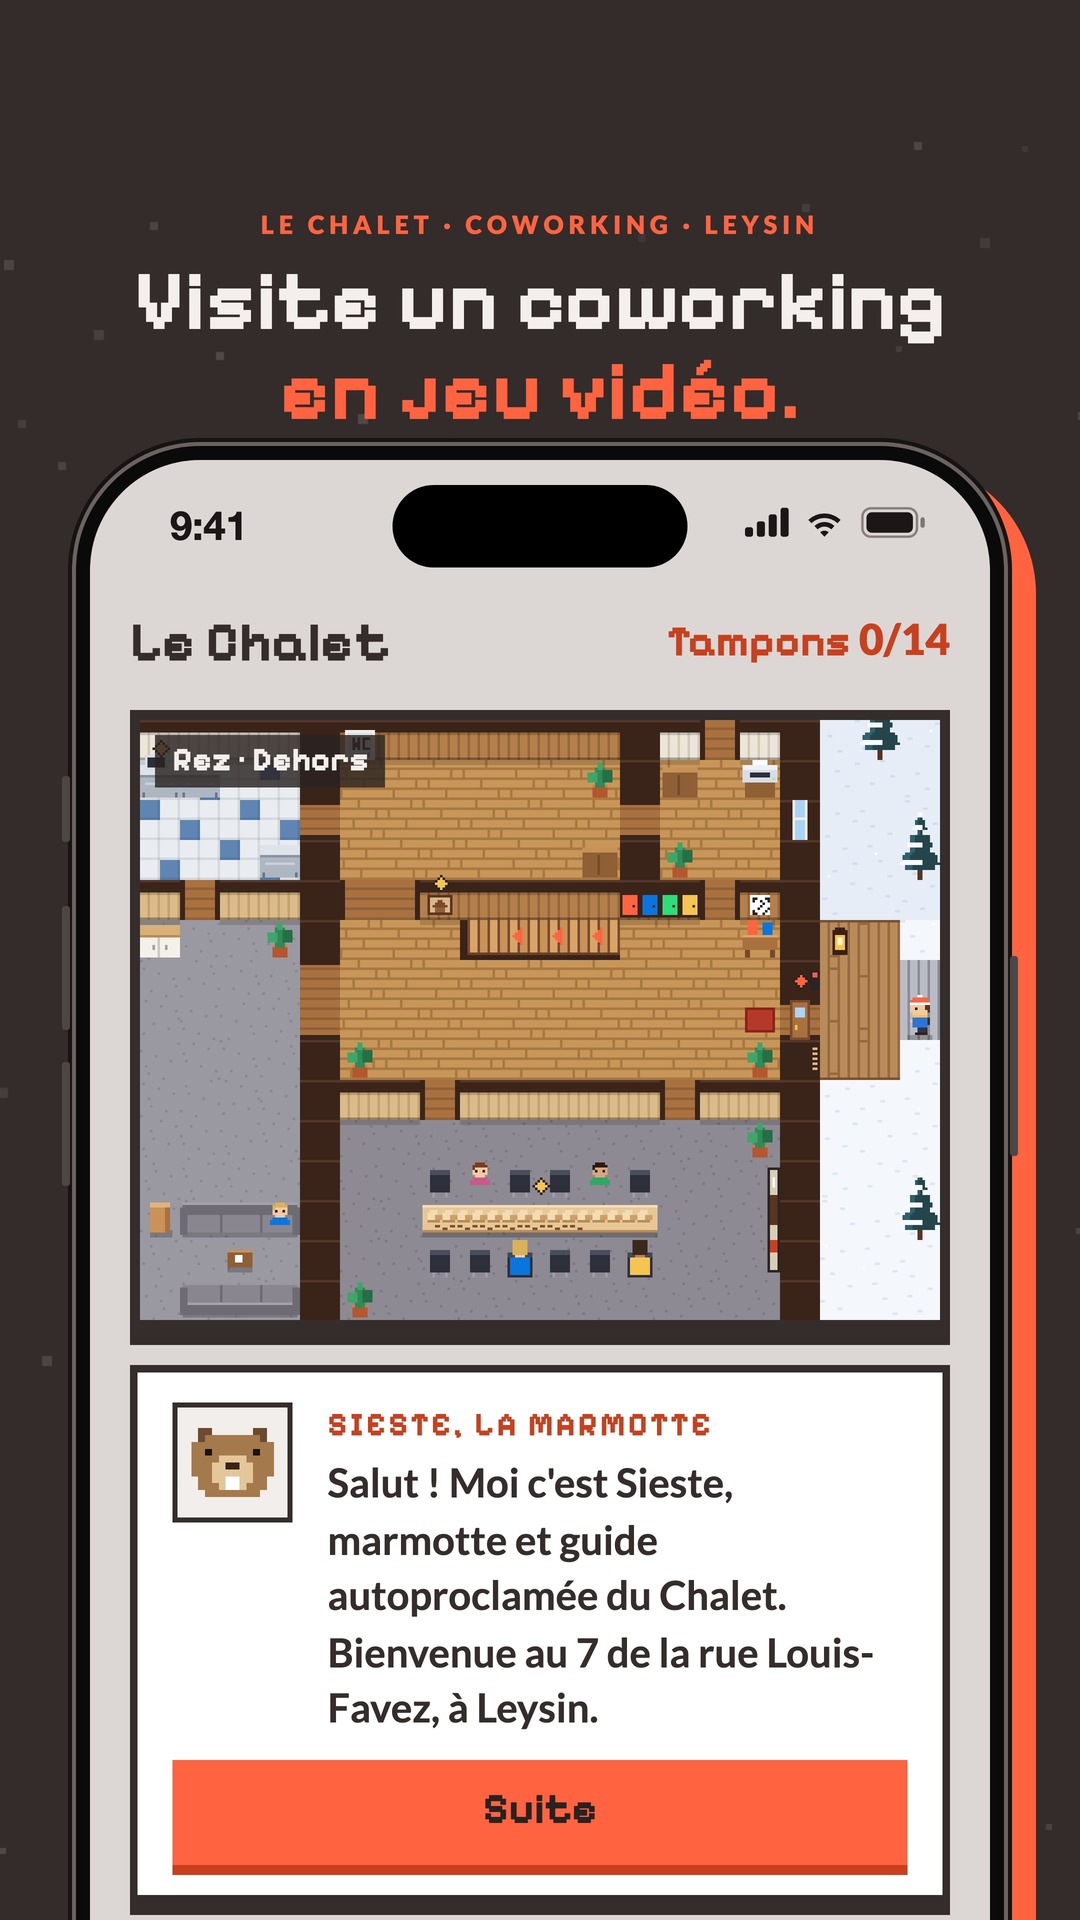 LE CHALET · COWORKING · LEYSIN
Visite un coworking
en jeu vidéo.
9:41
Le Chalet
Tampons 0/14
WC
Rez · Dehors
SIESTE, LA MARMOTTE
Salut ! Moi c'est Sieste,
marmotte et guide
autoproclamée du Chalet.
Bienvenue au 7 de la rue Louis-
Favez, à Leysin.
Suite